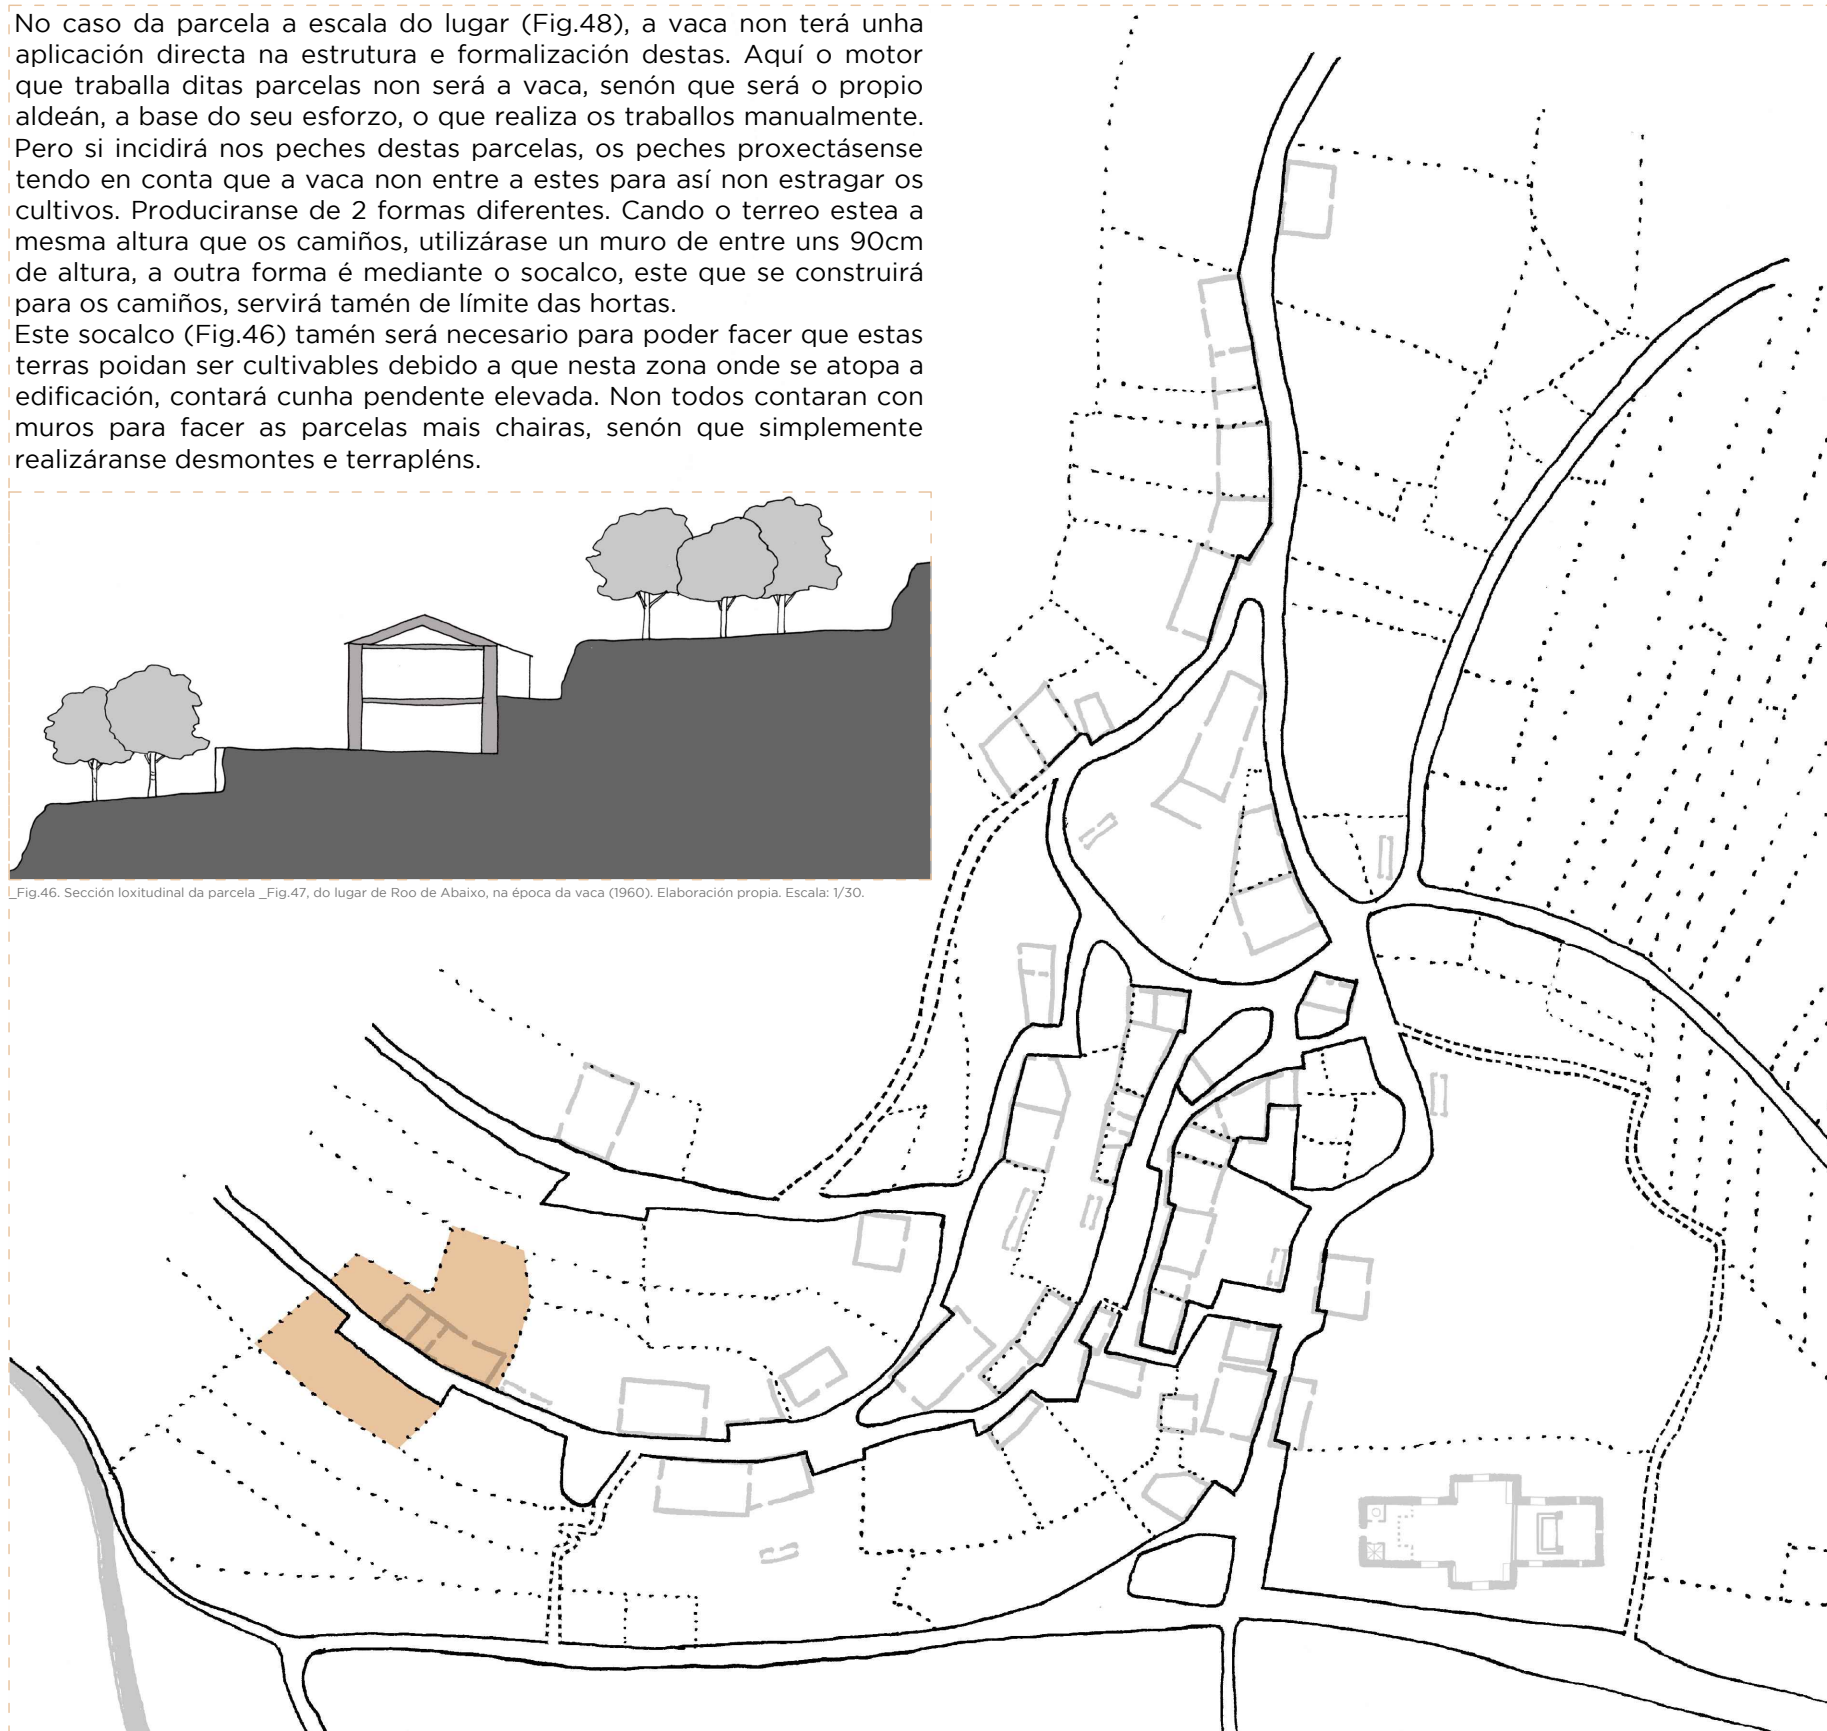 No caso da parcela a escala do lugar (Fig.48), a vaca non terá unha
aplicación directa na estrutura e formalización destas. Aquí o motor
que traballa ditas parcelas non será a vaca, senón que será o propio
aldeán, a base do seu esforzo, o que realiza os traballos manualmente.
Pero si incidirá nos peches destas parcelas, os peches proxectásense
tendo en conta que a vaca non entre a estes para así non estragar os
cultivos. Produciranse de 2 formas diferentes. Cando o terreo estea a
mesma altura que os camiños, utilizárase un muro de entre uns 90cm
de altura, a outra forma é mediante o socalco, este que se construirá
para os camiños, servirá tamén de límite das hortas.
Este socalco (Fig.46) tamén será necesario para poder facer que estas
terras poidan ser cultivables debido a que nesta zona onde se atopa a
edificación, contará cunha pendente elevada. Non todos contaran con
muros para facer as parcelas mais chairas, senón que simplemente
realizáranse desmontes e terrapléns.
_Fig.46. Sección loxitudinal da parcela _Fig.47, do lugar de Roo de Abaixo, na época da vaca (1960). Elaboración propia. Escala: 1/30.